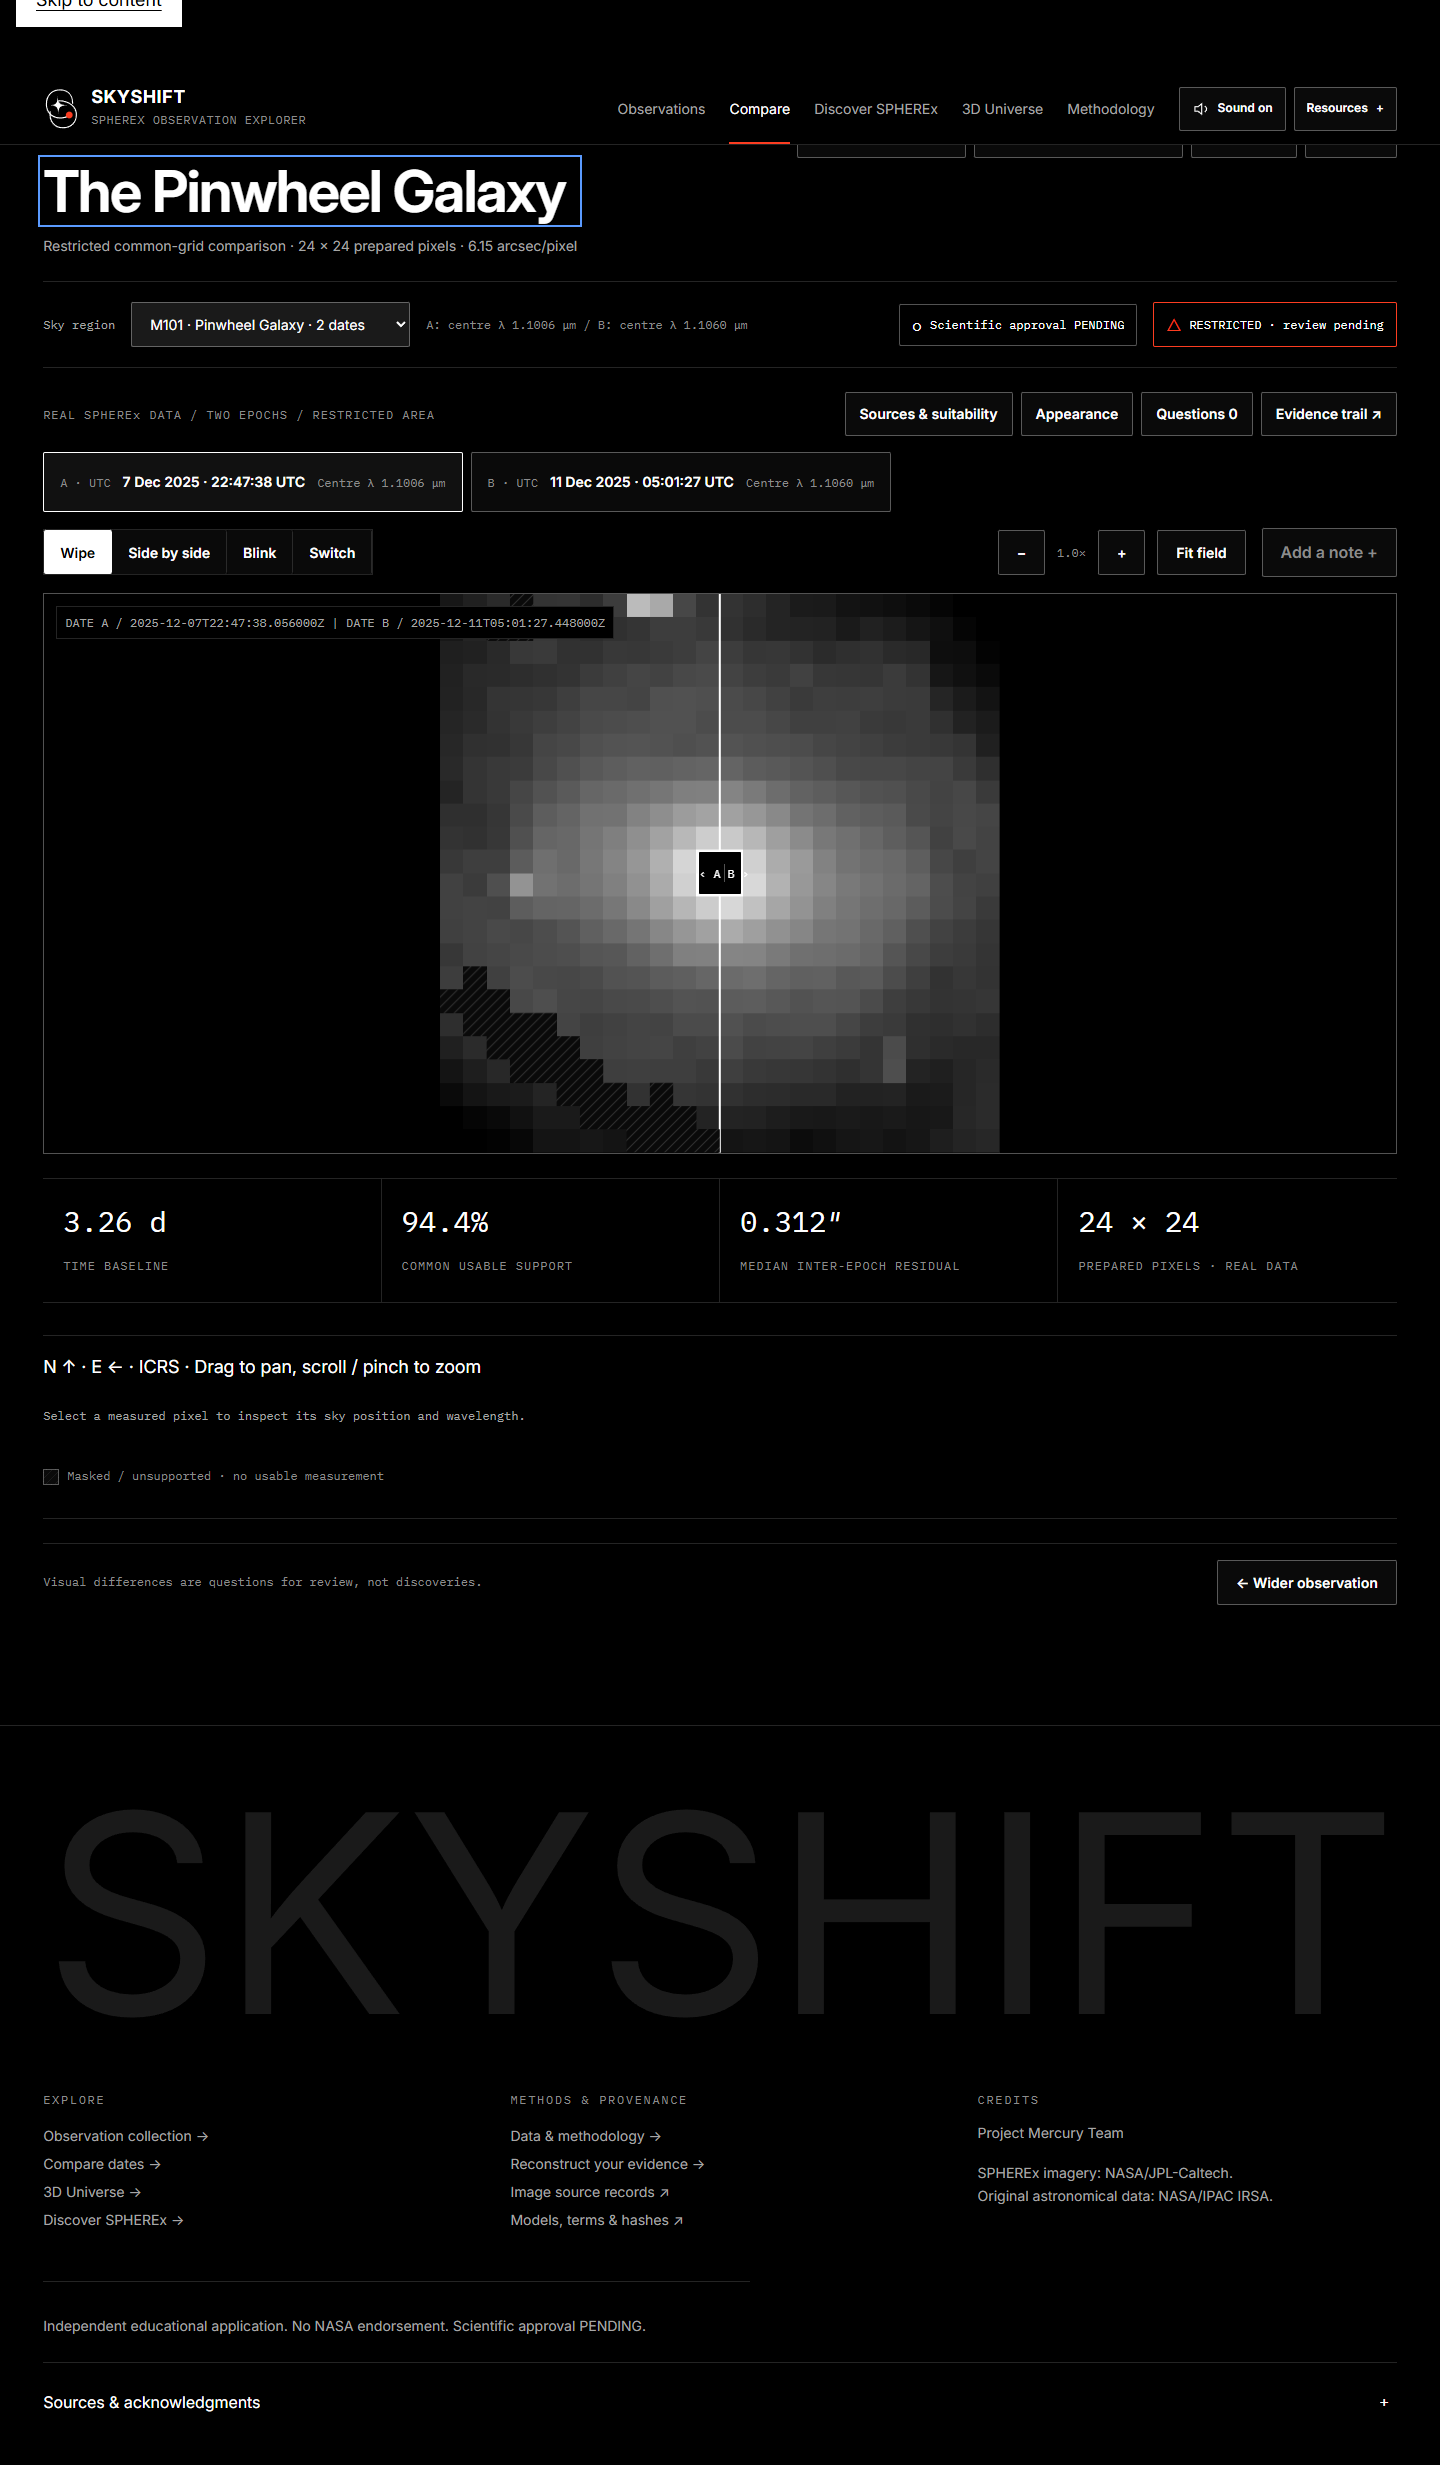 Skip to content
SKYSHIFT
SPHEREX OBSERVATION EXPLORER
Observations
Compare
Discover SPHEREx
3D Universe
Methodology
Sound on
Resources +
The Pinwheel Galaxy
Restricted common-grid comparison · 24 × 24 prepared pixels · 6.15 arcsec/pixel
Sky region
M101 · Pinwheel Galaxy · 2 dates
A: centre λ 1.1006 µm / B: centre λ 1.1060 µm
Scientific approval PENDING
RESTRICTED · review pending
REAL SPHEREx DATA / TWO EPOCHS / RESTRICTED AREA
Sources & suitability
Appearance
Questions 0
Evidence trail ↗
A · UTC 7 Dec 2025 · 22:47:38 UTC Centre λ 1.1006 µm
B · UTC 11 Dec 2025 · 05:01:27 UTC Centre λ 1.1060 µm
Wipe
Side by side
Blink
Switch
−
1.0×
+
Fit field
Add a note +
DATE A / 2025-12-07T22:47:38.056000Z | DATE B / 2025-12-11T05:01:27.448000Z
‹ A B ›
3.26 d
TIME BASELINE
94.4%
COMMON USABLE SUPPORT
0.312″
MEDIAN INTER-EPOCH RESIDUAL
24 × 24
PREPARED PIXELS · REAL DATA
N ↑ · E ← · ICRS · Drag to pan, scroll / pinch to zoom
Select a measured pixel to inspect its sky position and wavelength.
Masked / unsupported · no usable measurement
Visual differences are questions for review, not discoveries.
← Wider observation
SKYSHIFT
EXPLORE
Observation collection →
Compare dates →
3D Universe →
Discover SPHEREx →
METHODS & PROVENANCE
Data & methodology →
Reconstruct your evidence →
Image source records ↗
Models, terms & hashes ↗
CREDITS
Project Mercury Team
SPHEREx imagery: NASA/JPL-Caltech.
Original astronomical data: NASA/IPAC IRSA.
Independent educational application. No NASA endorsement. Scientific approval PENDING.
Sources & acknowledgments +